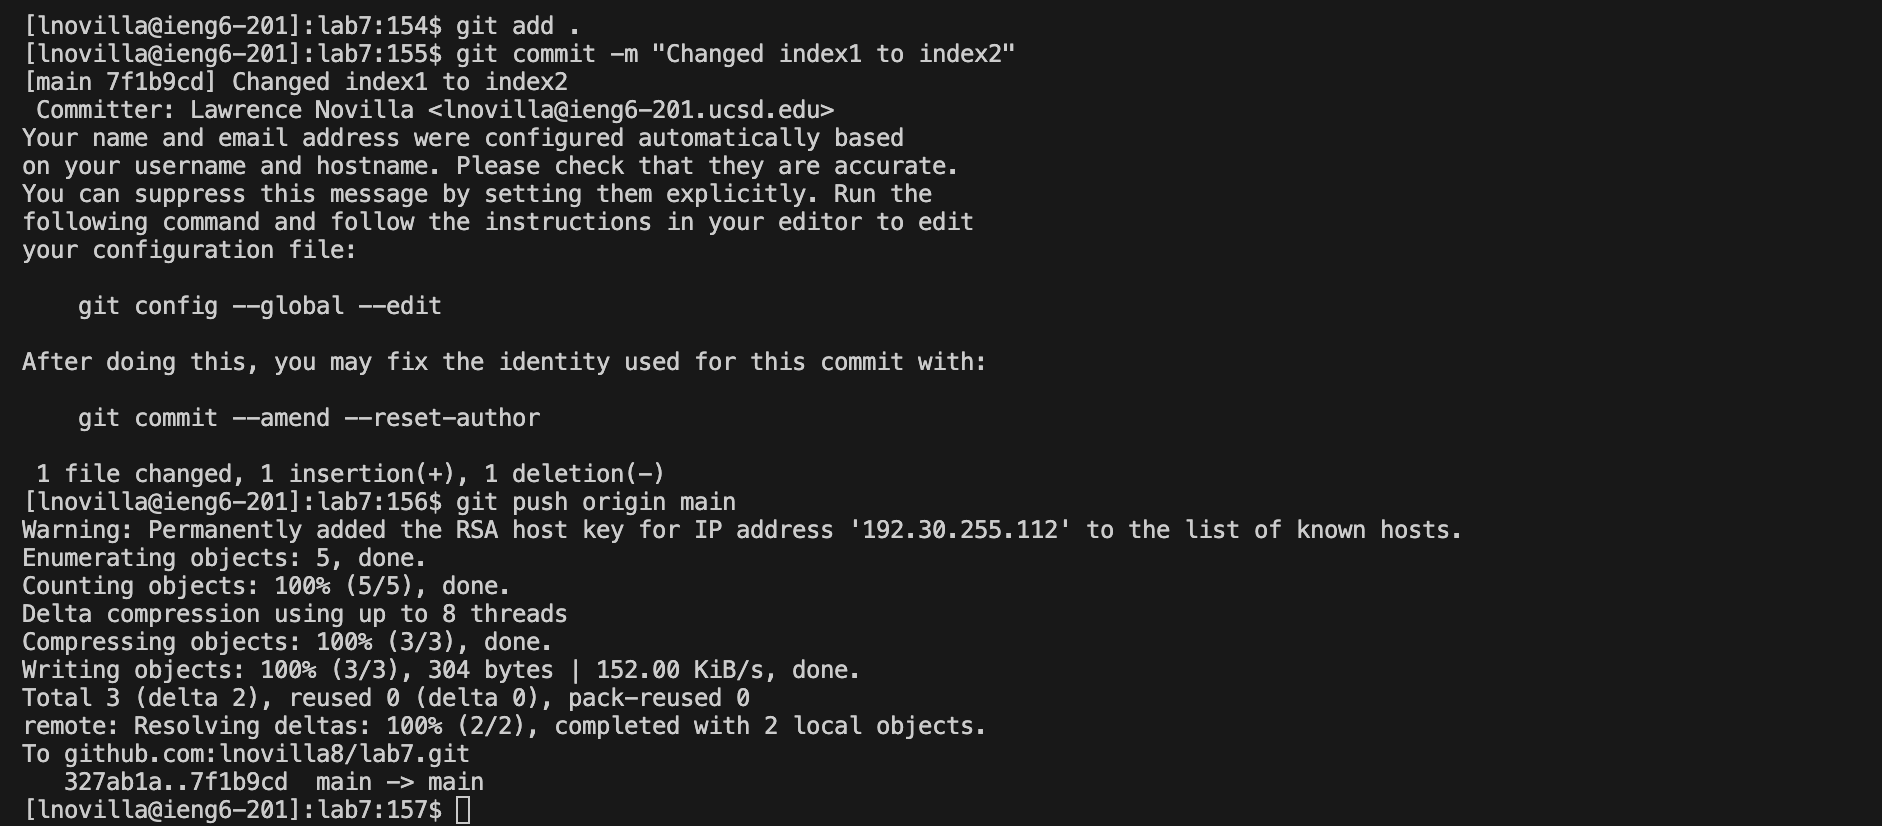 [lnovilla@ieng6-201]:lab7:154$ git add .
[lnovilla@ieng6-201]:lab7:155$ git commit -m "Changed index1 to index2"
[main 7f1b9cd] Changed index1 to index2
 Committer: Lawrence Novilla <lnovilla@ieng6-201.ucsd.edu>
Your name and email address were configured automatically based
on your username and hostname. Please check that they are accurate.
You can suppress this message by setting them explicitly. Run the
following command and follow the instructions in your editor to edit
your configuration file:

    git config --global --edit

After doing this, you may fix the identity used for this commit with:

    git commit --amend --reset-author

 1 file changed, 1 insertion(+), 1 deletion(-)
[lnovilla@ieng6-201]:lab7:156$ git push origin main
Warning: Permanently added the RSA host key for IP address '192.30.255.112' to the list of known hosts.
Enumerating objects: 5, done.
Counting objects: 100% (5/5), done.
Delta compression using up to 8 threads
Compressing objects: 100% (3/3), done.
Writing objects: 100% (3/3), 304 bytes | 152.00 KiB/s, done.
Total 3 (delta 2), reused 0 (delta 0), pack-reused 0
remote: Resolving deltas: 100% (2/2), completed with 2 local objects.
To github.com:lnovilla8/lab7.git
   327ab1a..7f1b9cd  main -> main
[lnovilla@ieng6-201]:lab7:157$